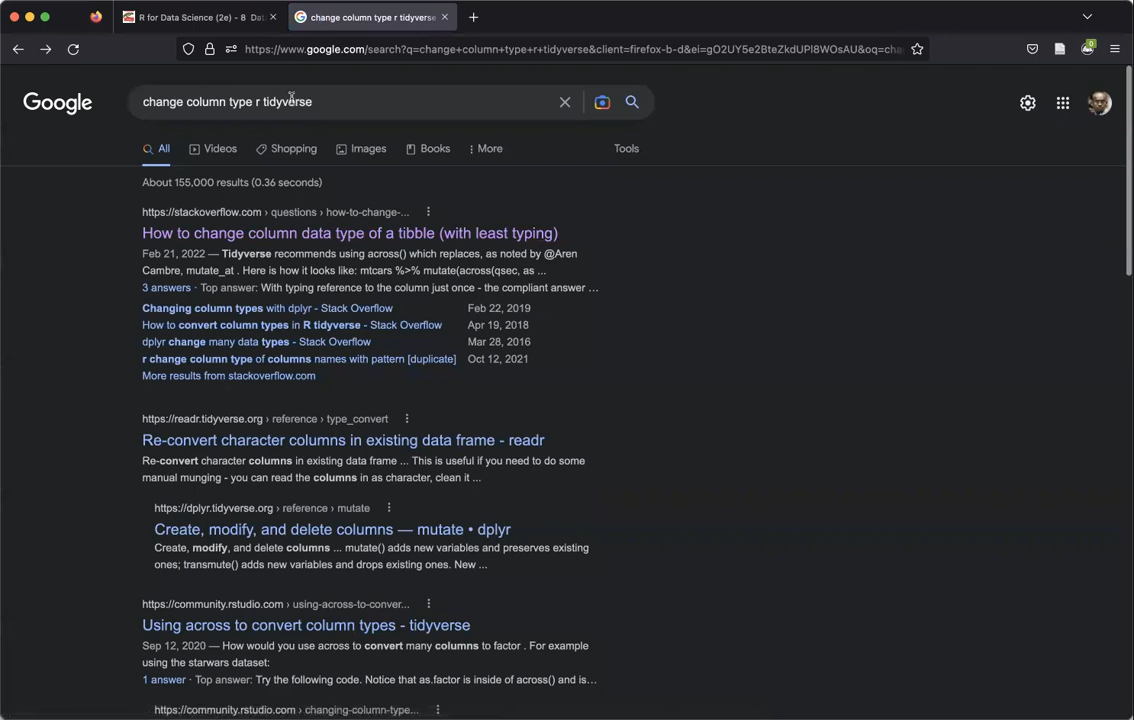 R for Data Science (2e) - 8 Dat
change column type r tidyverse
https://www.google.com/search?q=change+column+type+r+tidyverse&client=firefox-b-d&ei=gO2UY5e2BteZkdUPI8WOsAU&oq=cha
0
Google
change column type r tidyverse
All
Videos
Shopping
Images
Books
More
Tools
About 155,000 results (0.36 seconds)
https://stackoverflow.com › questions › how-to-change-...
How to change column data type of a tibble (with least typing)
Feb 21, 2022 — Tidyverse recommends using across() which replaces, as noted by @Aren
Cambre, mutate_at . Here is how it looks like: mtcars %>% mutate(across(qsec, as ...
3 answers · Top answer: With typing reference to the column just once - the compliant answer ...
Changing column types with dplyr - Stack Overflow Feb 22, 2019
How to convert column types in R tidyverse - Stack Overflow Apr 19, 2018
dplyr change many data types - Stack Overflow Mar 28, 2016
r change column type of columns names with pattern [duplicate] Oct 12, 2021
More results from stackoverflow.com
https://readr.tidyverse.org › reference › type_convert
Re-convert character columns in existing data frame - readr
Re-convert character columns in existing data frame ... This is useful if you need to do some
manual munging - you can read the columns in as character, clean it ...
https://dplyr.tidyverse.org › reference › mutate
Create, modify, and delete columns — mutate • dplyr
Create, modify, and delete columns ... mutate() adds new variables and preserves existing
ones; transmute() adds new variables and drops existing ones. New ...
https://community.rstudio.com › using-across-to-conver...
Using across to convert column types - tidyverse
Sep 12, 2020 — How would you use across to convert many columns to factor . For example
using the starwars dataset:
1 answer · Top answer: Try the following code. Notice that as.factor is inside of across() and is...
https://community.rstudio.com › changing-column-type...